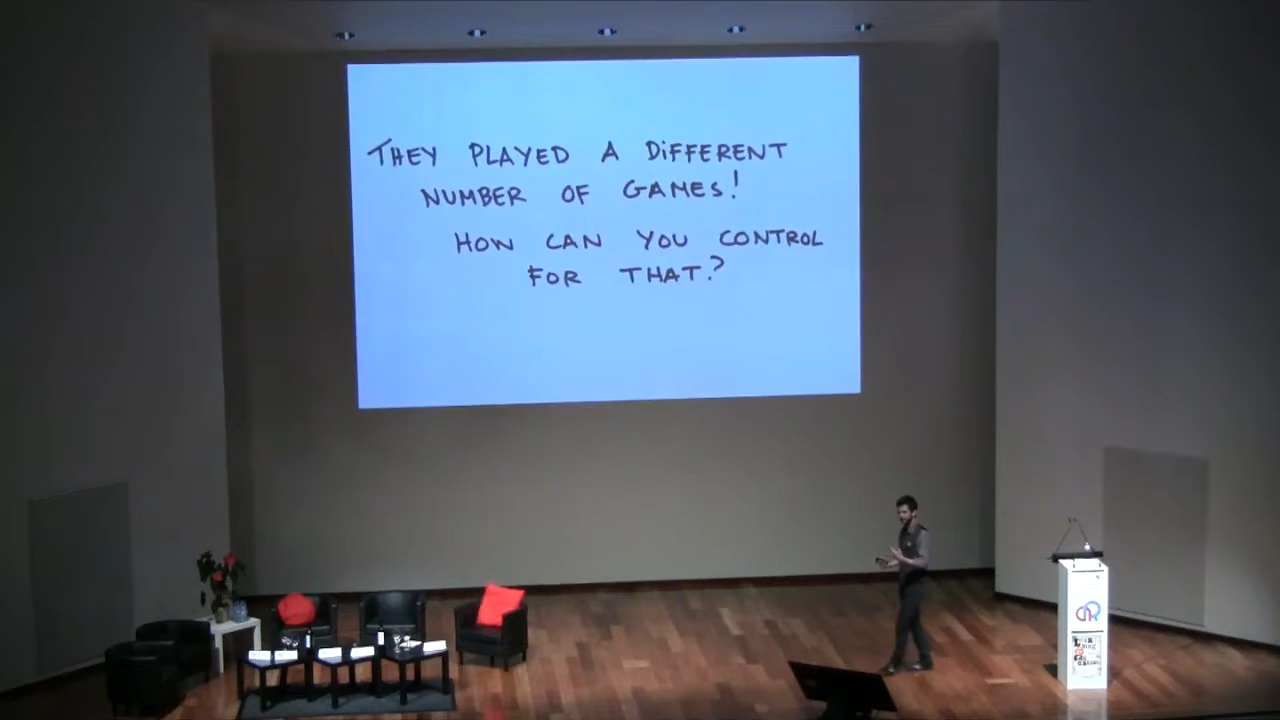 THEY PLAYED A DiFFERENT
NUMBER OF GAMES!
HOW CAN YOU CONTROL
FOR THAT?